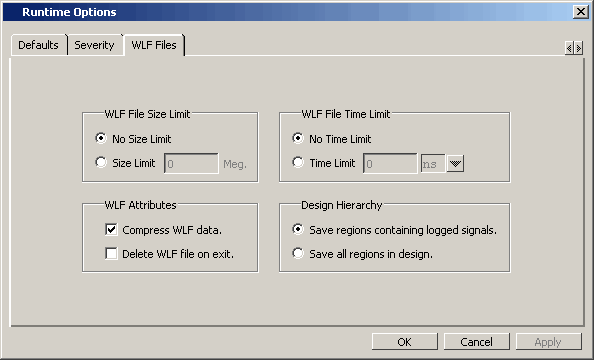 Runtime Options
Defaults Severity WLF Files
WLF File Size Limit
No Size Limit
Size Limit 0 Meg.
WLF File Time Limit
No Time Limit
Time Limit 0 ns
WLF Attributes
Compress WLF data.
Delete WLF file on exit.
Design Hierarchy
Save regions containing logged signals.
Save all regions in design.
OK Cancel Apply